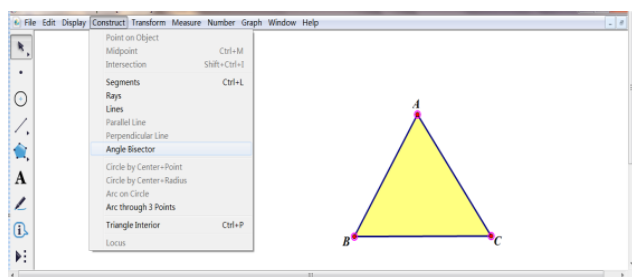 File Edit Display Construct Transform Measure Number Graph Window Help
Point on Object
Midpoint Ctrl+M
Intersection Shift+Ctrl+I
Segments Ctrl+L
Rays
Lines
Parallel Line
Perpendicular Line
Angle Bisector
Circle by Center+Point
Circle by Center+Radius
Arc on Circle
Arc through 3 Points
Triangle Interior Ctrl+P
Locus
A
A
B
C